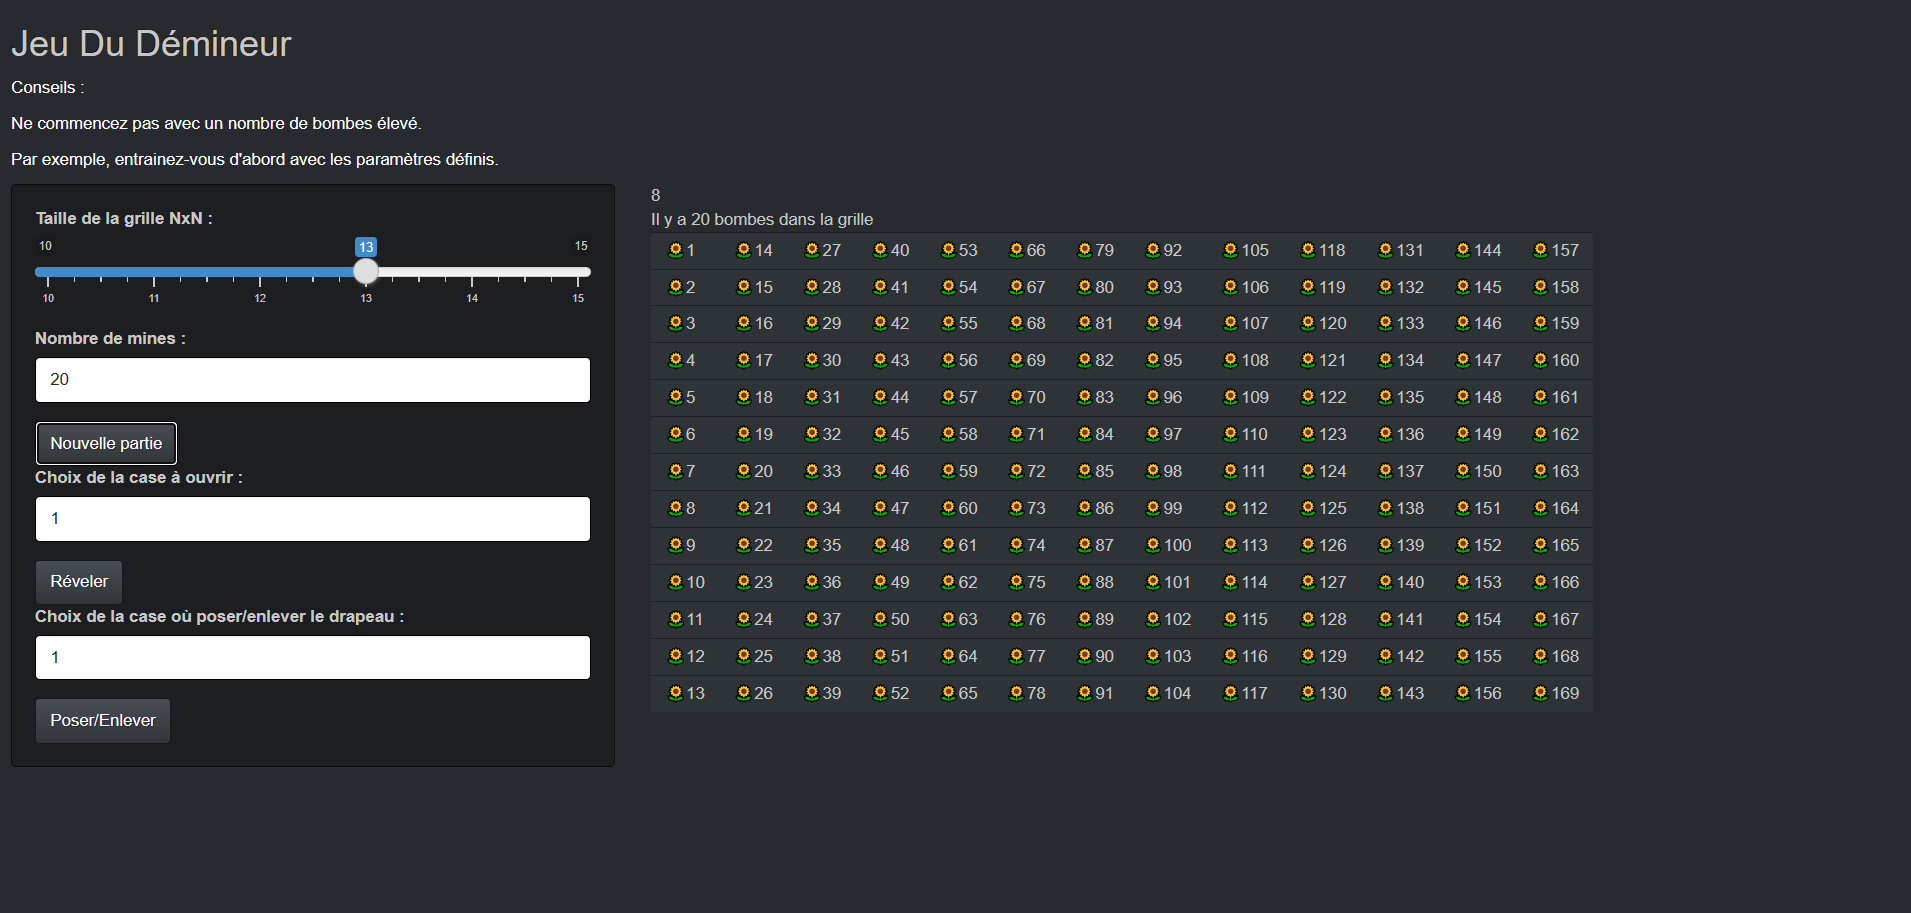 Jeu Du Démineur
Conseils :
Ne commencez pas avec un nombre de bombes élevé.
Par exemple, entrainez-vous d'abord avec les paramètres définis.
Taille de la grille NxN :
10 13 15
10 11 12 13 14 15
Nombre de mines :
20
Nouvelle partie
Choix de la case à ouvrir :
1
Réveler
Choix de la case où poser/enlever le drapeau :
1
Poser/Enlever
8
Il y a 20 bombes dans la grille
1 14 27 40 53 66 79 92 105 118 131 144 157
2 15 28 41 54 67 80 93 106 119 132 145 158
3 16 29 42 55 68 81 94 107 120 133 146 159
4 17 30 43 56 69 82 95 108 121 134 147 160
5 18 31 44 57 70 83 96 109 122 135 148 161
6 19 32 45 58 71 84 97 110 123 136 149 162
7 20 33 46 59 72 85 98 111 124 137 150 163
8 21 34 47 60 73 86 99 112 125 138 151 164
9 22 35 48 61 74 87 100 113 126 139 152 165
10 23 36 49 62 75 88 101 114 127 140 153 166
11 24 37 50 63 76 89 102 115 128 141 154 167
12 25 38 51 64 77 90 103 116 129 142 155 168
13 26 39 52 65 78 91 104 117 130 143 156 169